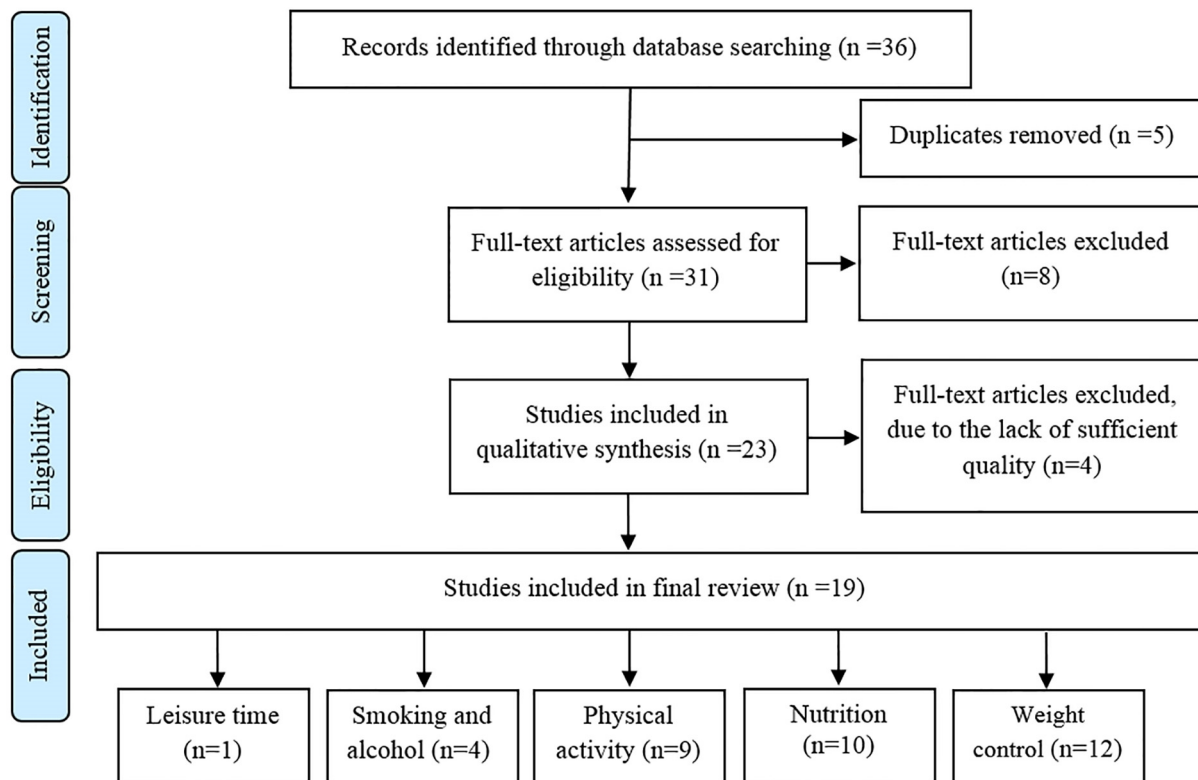 Identification
Records identified through database searching (n =36)
Duplicates removed (n =5)
Screening
Full-text articles assessed for
eligibility (n =31)
Full-text articles excluded
(n=8)
Eligibility
Studies included in
qualitative synthesis (n =23)
Full-text articles excluded,
due to the lack of sufficient
quality (n=4)
Included
Studies included in final review (n =19)
Leisure time
(n=1)
Smoking and
alcohol (n=4)
Physical
activity (n=9)
Nutrition
(n=10)
Weight
control (n=12)